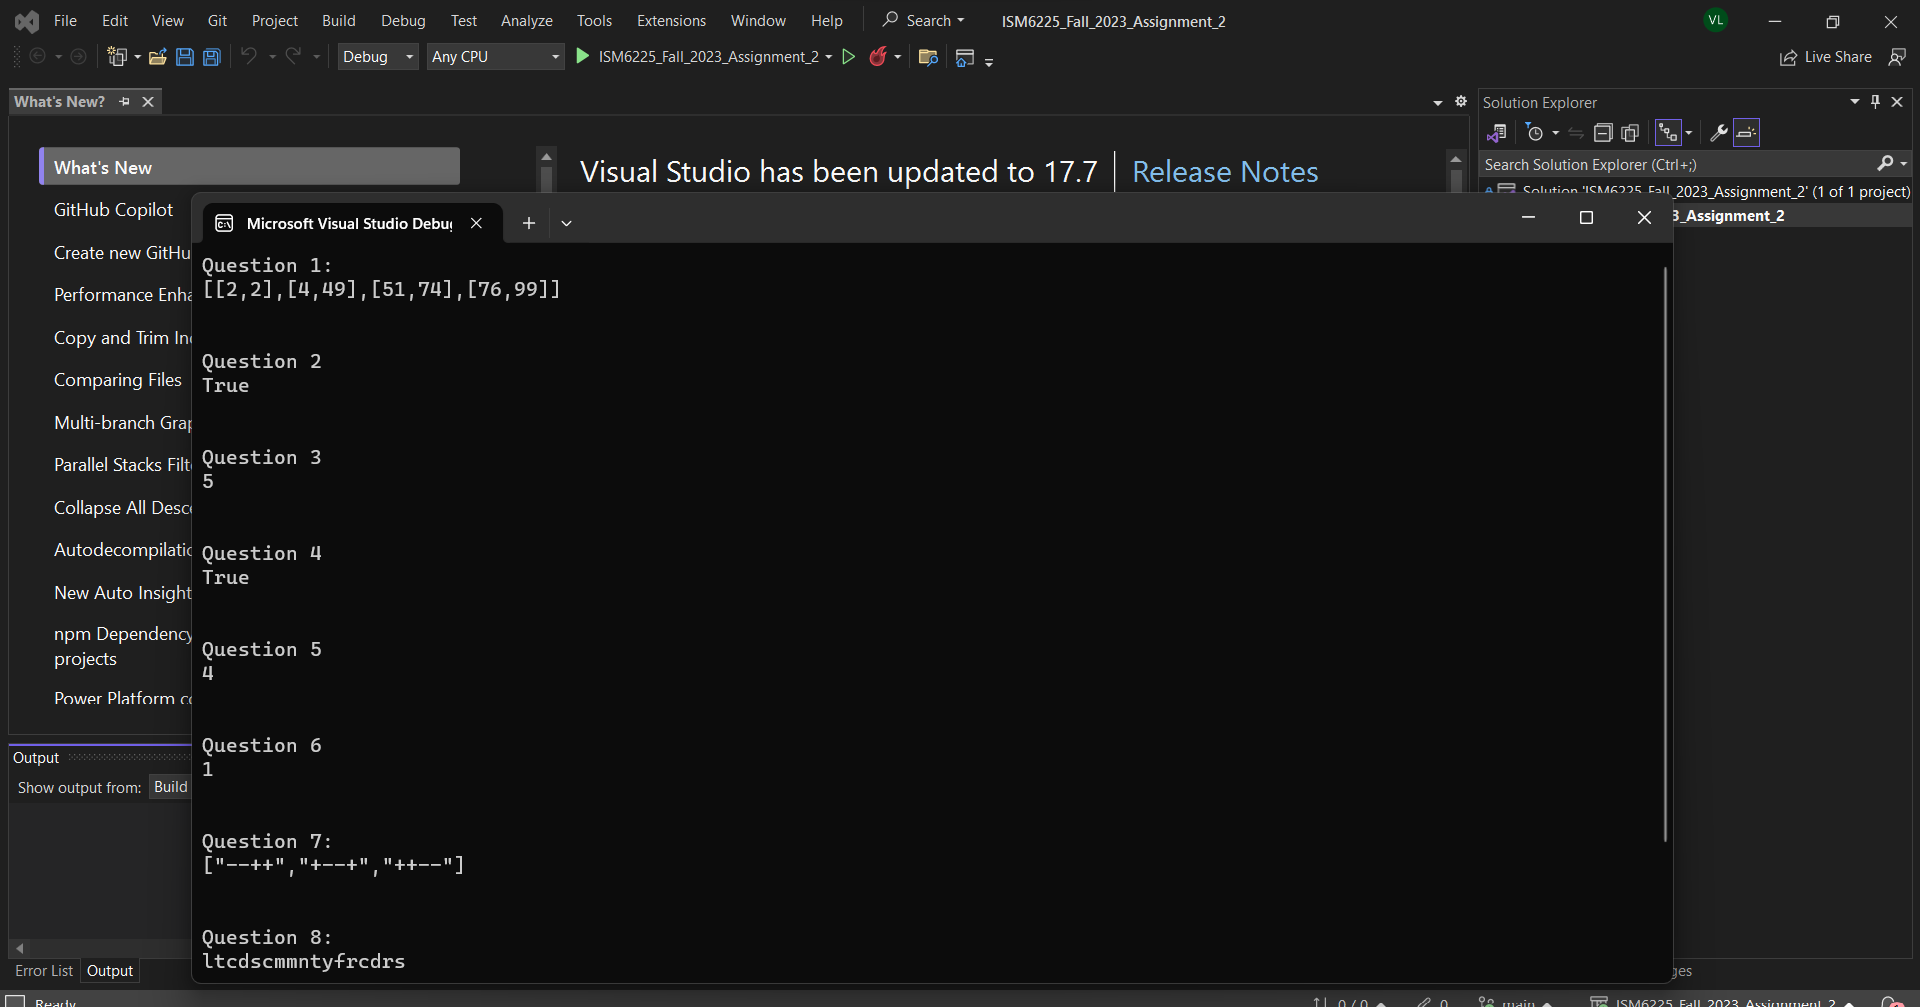 File Edit View Git Project Build Debug Test Analyze Tools Extensions Window Help Search ISM6225_Fall_2023_Assignment_2 VL
Debug Any CPU ISM6225_Fall_2023_Assignment_2 Live Share
What's New?
What's New
GitHub Copilot
Create new GitHu
Performance Enha
Copy and Trim In
Comparing Files
Multi-branch Gra
Parallel Stacks Filt
Collapse All Desc
Autodecompilati
New Auto Insight
npm Dependency
projects
Power Platform c
Visual Studio has been updated to 17.7 Release Notes
Solution Explorer
Search Solution Explorer (Ctrl+;)
Solution 'ISM6225_Fall_2023_Assignment_2' (1 of 1 project)
3_Assignment_2
Microsoft Visual Studio Debu
Question 1:
[[2,2],[4,49],[51,74],[76,99]]
Question 2
True
Question 3
5
Question 4
True
Question 5
4
Question 6
1
Question 7:
["--++","+--+","++--"]
Question 8:
ltcdscmmntyfrcdrs
Output
Show output from: Build
Error List Output
ges
Ready 0 / 0 0 main ISM6225_Fall_2023_Assignment_2